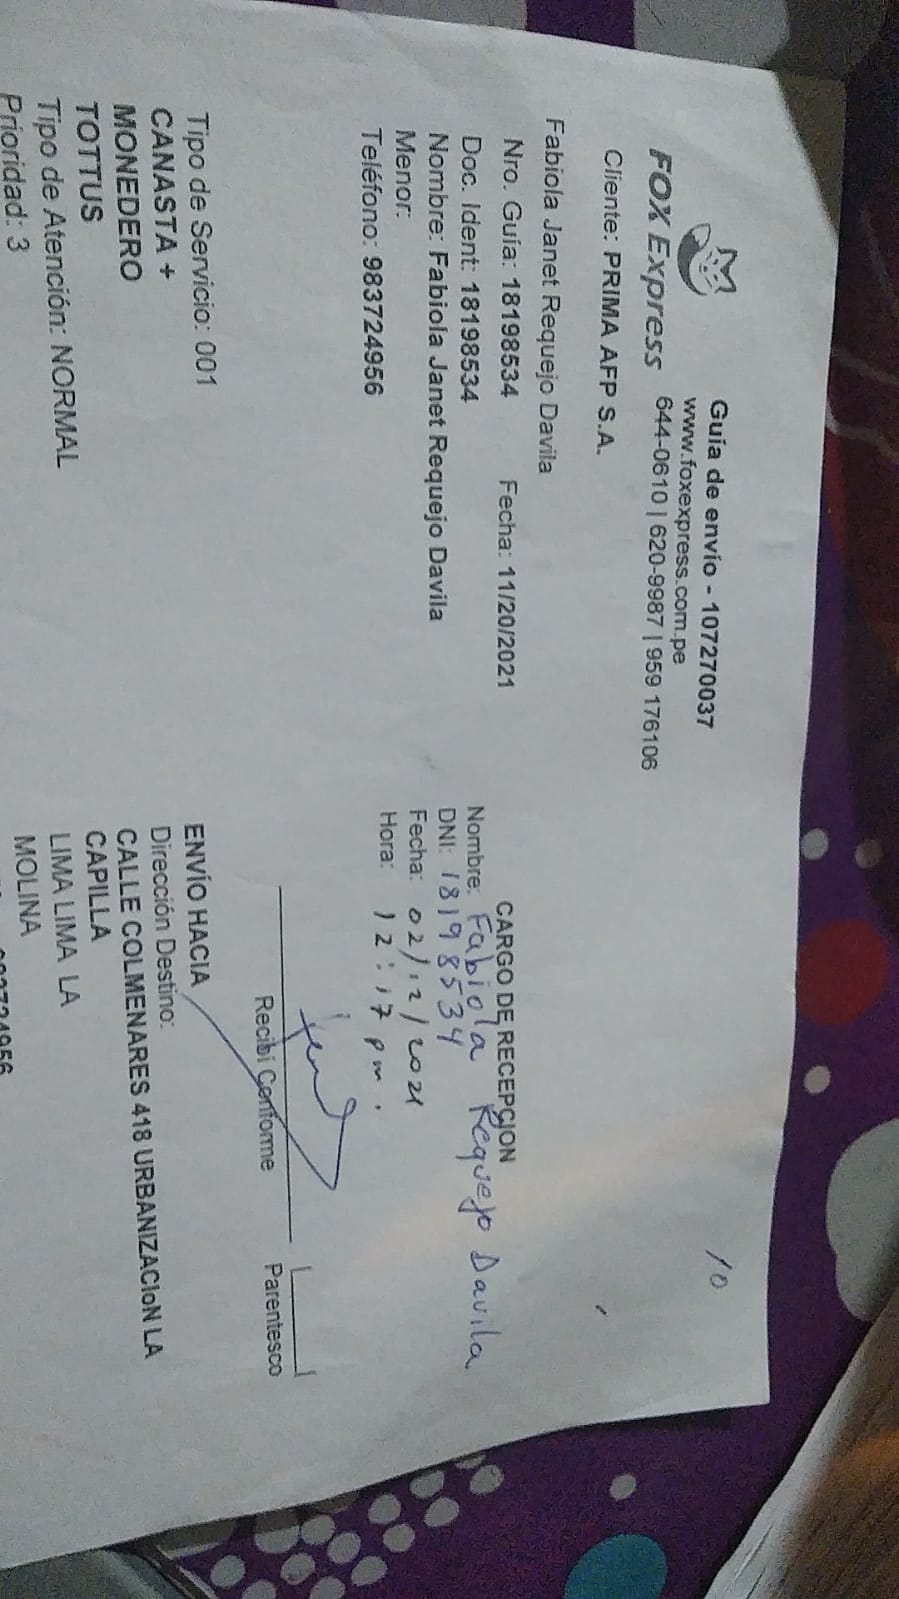 Guía de envío - 107270037
www.foxexpress.com.pe
FOX Express 644-0610 | 620-9987 | 959 176106
10
Cliente: PRIMA AFP S.A.
Fabiola Janet Requejo Davila
Nro. Guía: 18198534 Fecha: 11/20/2021
Doc. Ident: 18198534
Nombre: Fabiola Janet Requejo Davila
Menor:
Teléfono: 983724956
CARGO DE RECEPCION
Nombre: Fabiola Requejo Davila
DNI: 18198534
Fecha: 02/12/2021
Hora: 12:17 pm.
Recibí Conforme Parentesco
Tipo de Servicio: 001
CANASTA +
MONEDERO
TOTTUS
Tipo de Atención: NORMAL
Prioridad: 3
ENVÍO HACIA
Dirección Destino:
CALLE COLMENARES 418 URBANIZACIoN LA
CAPILLA
LIMA LIMA LA
MOLINA